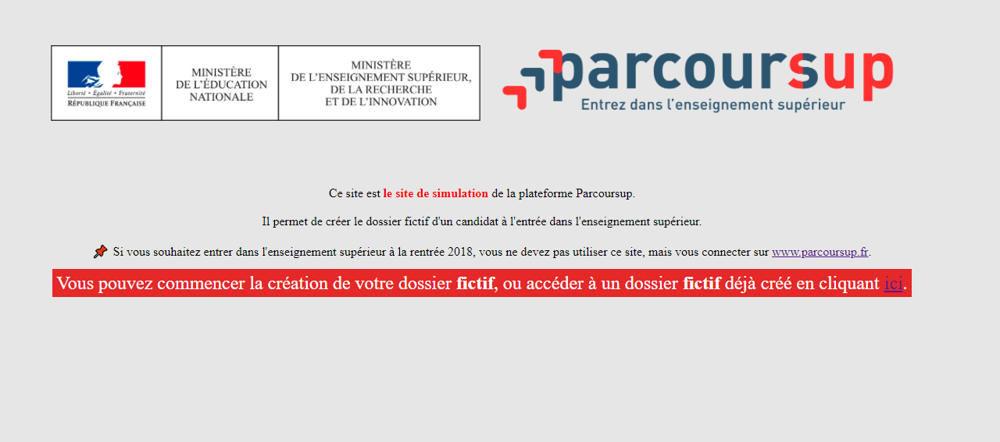 Liberté • Égalité • Fraternité
RÉPUBLIQUE FRANÇAISE
MINISTÈRE
DE L'ÉDUCATION
NATIONALE
MINISTÈRE
DE L'ENSEIGNEMENT SUPÉRIEUR,
DE LA RECHERCHE
ET DE L'INNOVATION
parcoursup
Entrez dans l'enseignement supérieur
Ce site est le site de simulation de la plateforme Parcoursup.
Il permet de créer le dossier fictif d'un candidat à l'entrée dans l'enseignement supérieur.
Si vous souhaitez entrer dans l'enseignement supérieur à la rentrée 2018, vous ne devez pas utiliser ce site, mais vous connecter sur www.parcoursup.fr.
Vous pouvez commencer la création de votre dossier fictif, ou accéder à un dossier fictif déjà créé en cliquant ici.